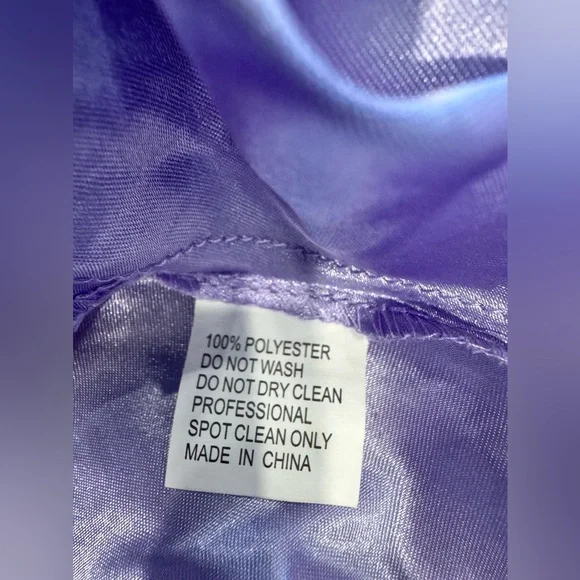 100% POLYESTER
DO NOT WASH
DO NOT DRY CLEAN
PROFESSIONAL
SPOT CLEAN ONLY
MADE IN CHINA